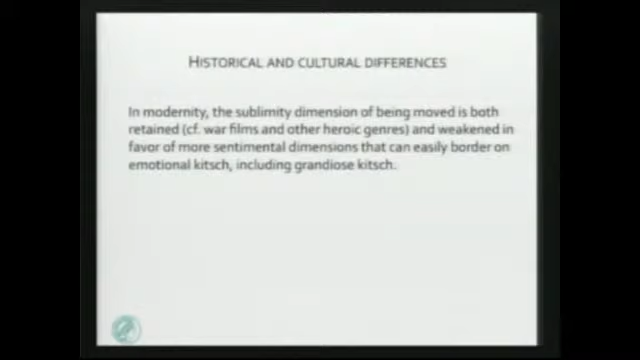 HISTORICAL AND CULTURAL DIFFERENCES
In modernity, the sublimity dimension of being moved is both
retained (cf. war films and other heroic genres) and weakened in
favor of more sentimental dimensions that can easily border on
emotional kitsch, including grandiose kitsch.